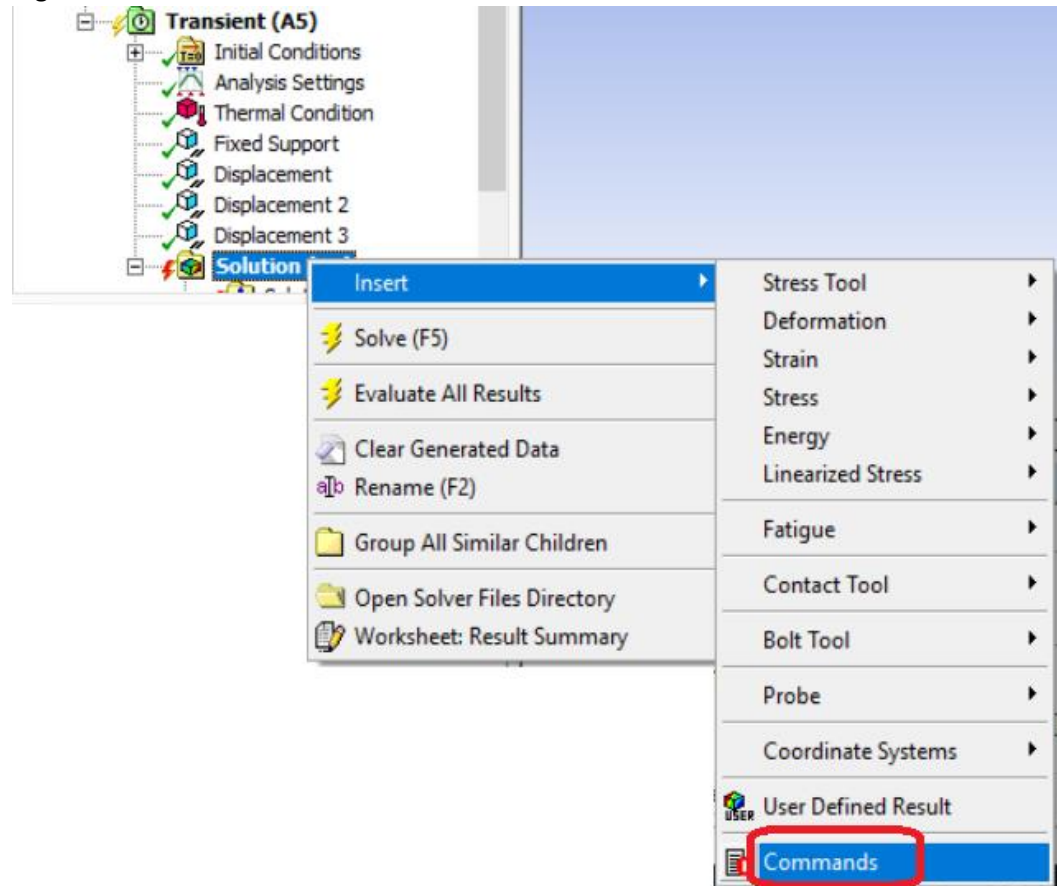 Transient (A5)
Initial Conditions
Analysis Settings
Thermal Condition
Fixed Support
Displacement
Displacement 2
Displacement 3
Solution
Insert
Solve (F5)
Evaluate All Results
Clear Generated Data
Rename (F2)
Group All Similar Children
Open Solver Files Directory
Worksheet: Result Summary
Stress Tool
Deformation
Strain
Stress
Energy
Linearized Stress
Fatigue
Contact Tool
Bolt Tool
Probe
Coordinate Systems
User Defined Result
Commands